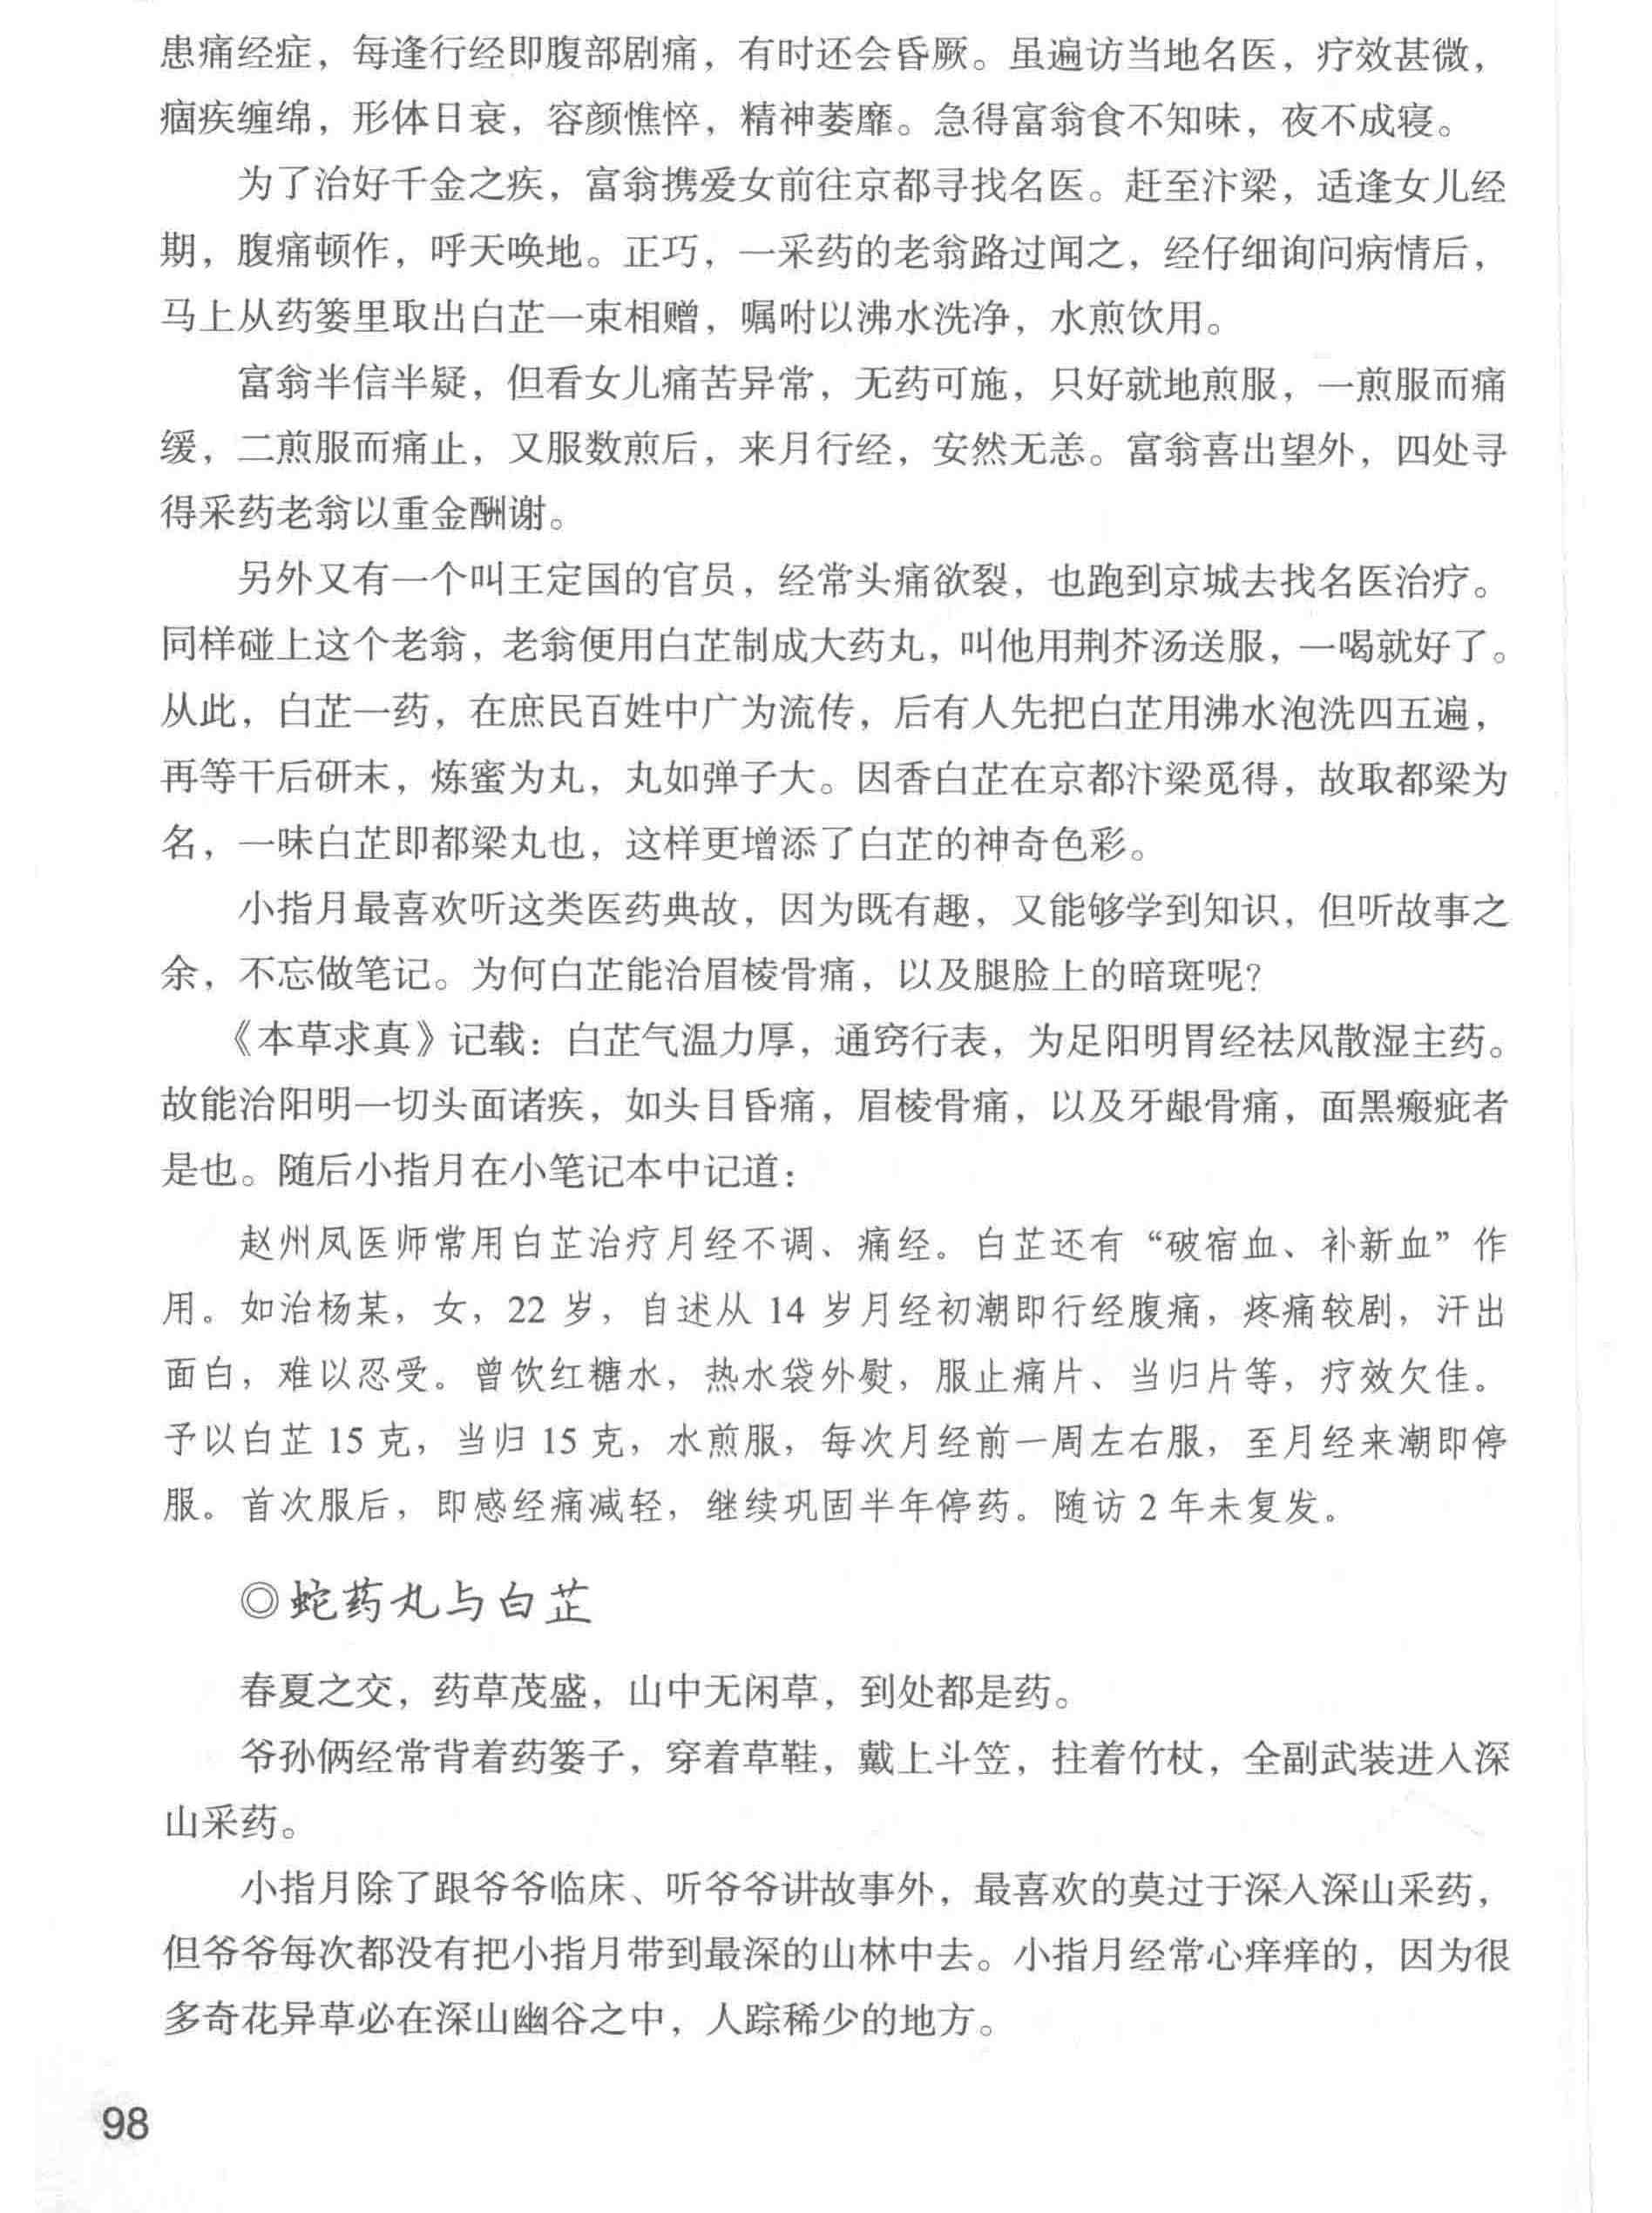 患痛经症，每逢行经即腹部剧痛，有时还会昏厥。虽遍访当地名医，疗效甚微，
痼疾缠绵，形体日衰，容颜憔悴，精神萎靡。急得富翁食不知味，夜不成寝。
为了治好千金之疾，富翁携爱女前往京都寻找名医。赶至汴梁，适逢女儿经
期，腹痛顿作，呼天唤地。正巧，一采药的老翁路过闻之，经仔细询问病情后，
马上从药篓里取出白芷一束相赠，嘱咐以沸水洗净，水煎饮用。
富翁半信半疑，但看女儿痛苦异常，无药可施，只好就地煎服，一煎服而痛
缓，二煎服而痛止，又服数煎后，来月行经，安然无恙。富翁喜出望外，四处寻
得采药老翁以重金酬谢。
另外又有一个叫王定国的官员，经常头痛欲裂，也跑到京城去找名医治疗。
同样碰上这个老翁，老翁便用白芷制成大药丸，叫他用荆芥汤送服，一喝就好了。
从此，白芷一药，在庶民百姓中广为流传，后有人先把白芷用沸水泡洗四五遍，
再等干后研末，炼蜜为丸，丸如弹子大。因香白芷在京都汴梁觅得，故取都梁为
名，一味白芷即都梁丸也，这样更增添了白芷的神奇色彩。
小指月最喜欢听这类医药典故，因为既有趣，又能够学到知识，但听故事之
余，不忘做笔记。为何白芷能治眉棱骨痛，以及腿脸上的暗斑呢？
《本草求真》记载：白芷气温力厚，通窍行表，为足阳明胃经祛风散湿主药。
故能治阳明一切头面诸疾，如头目昏痛，眉棱骨痛，以及牙龈骨痛，面黑瘢疵者
是也。随后小指月在小笔记本中记道：
赵州凤医师常用白芷治疗月经不调、痛经。白芷还有“破宿血、补新血”作
用。如治杨某，女，22 岁，自述从 14 岁月经初潮即行经腹痛，疼痛较剧，汗出
面白，难以忍受。曾饮红糖水，热水袋外熨，服止痛片、当归片等，疗效欠佳。
予以白芷 15 克，当归 15 克，水煎服，每次月经前一周左右服，至月经来潮即停
服。首次服后，即感经痛减轻，继续巩固半年停药。随访 2 年未复发。
◎蛇药丸与白芷
春夏之交，药草茂盛，山中无闲草，到处都是药。
爷孙俩经常背着药篓子，穿着草鞋，戴上斗笠，拄着竹杖，全副武装进入深
山采药。
小指月除了跟爷爷临床、听爷爷讲故事外，最喜欢的莫过于深入深山采药，
但爷爷每次都没有把小指月带到最深的山林中去。小指月经常心痒痒的，因为很
多奇花异草必在深山幽谷之中，人踪稀少的地方。
98